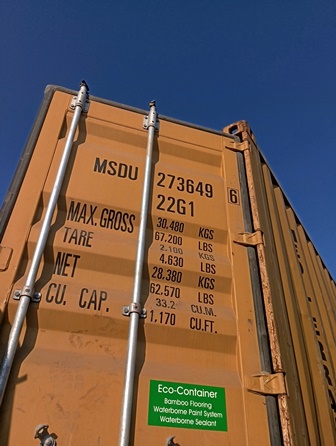 MSDU 273649 6
22G1
MAX. GROSS 30,480 KGS
67,200 LBS
TARE 2.100 KGS
4,630 LBS
NET 28.380 KGS
62.570 LBS
CU. CAP. 33.2 CU.M.
1,170 CU.FT.
Eco-Container
Bamboo Flooring
Waterborne Paint System
Waterborne Sealant